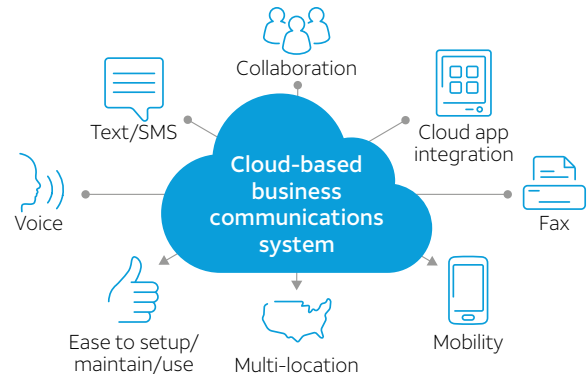 Collaboration
Text/SMS
Cloud app
integration
Cloud-based
business
communications
system
Voice
Fax
Ease to setup/
maintain/use
Multi-location
Mobility